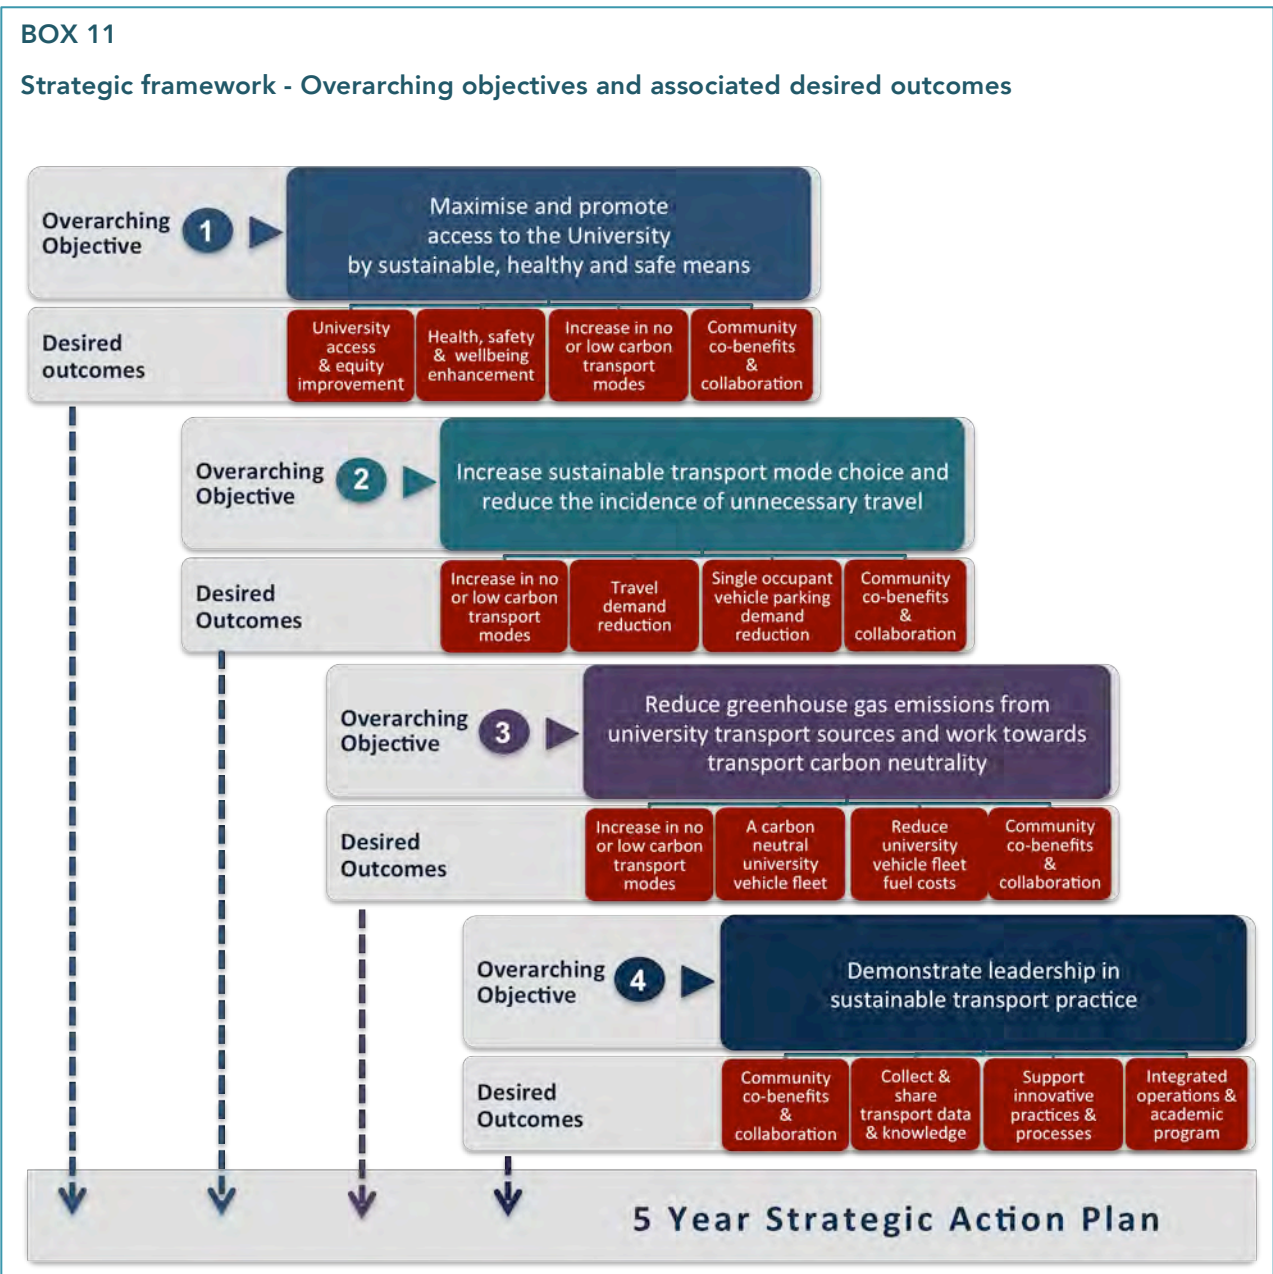 BOX 11
Strategic framework - Overarching objectives and associated desired outcomes
Overarching
Objective
1
Maximise and promote
access to the University
by sustainable, healthy and safe means
Desired
outcomes
University
access
& equity
improvement
Health, safety
& wellbeing
enhancement
Increase in no
or low carbon
transport
modes
Community
co-benefits
&
collaboration
Overarching
Objective
2
Increase sustainable transport mode choice and
reduce the incidence of unnecessary travel
Desired
Outcomes
Increase in no
or low carbon
transport
modes
Travel
demand
reduction
Single occupant
vehicle parking
demand
reduction
Community
co-benefits
&
collaboration
Overarching
Objective
3
Reduce greenhouse gas emissions from
university transport sources and work towards
transport carbon neutrality
Desired
Outcomes
Increase in no
or low carbon
transport
modes
A carbon
neutral
university
vehicle fleet
Reduce
university
vehicle fleet
fuel costs
Community
co-benefits
&
collaboration
Overarching
Objective
4
Demonstrate leadership in
sustainable transport practice
Desired
Outcomes
Community
co-benefits
&
collaboration
Collect &
share
transport data
& knowledge
Support
innovative
practices &
processes
Integrated
operations &
academic
program
5 Year Strategic Action Plan